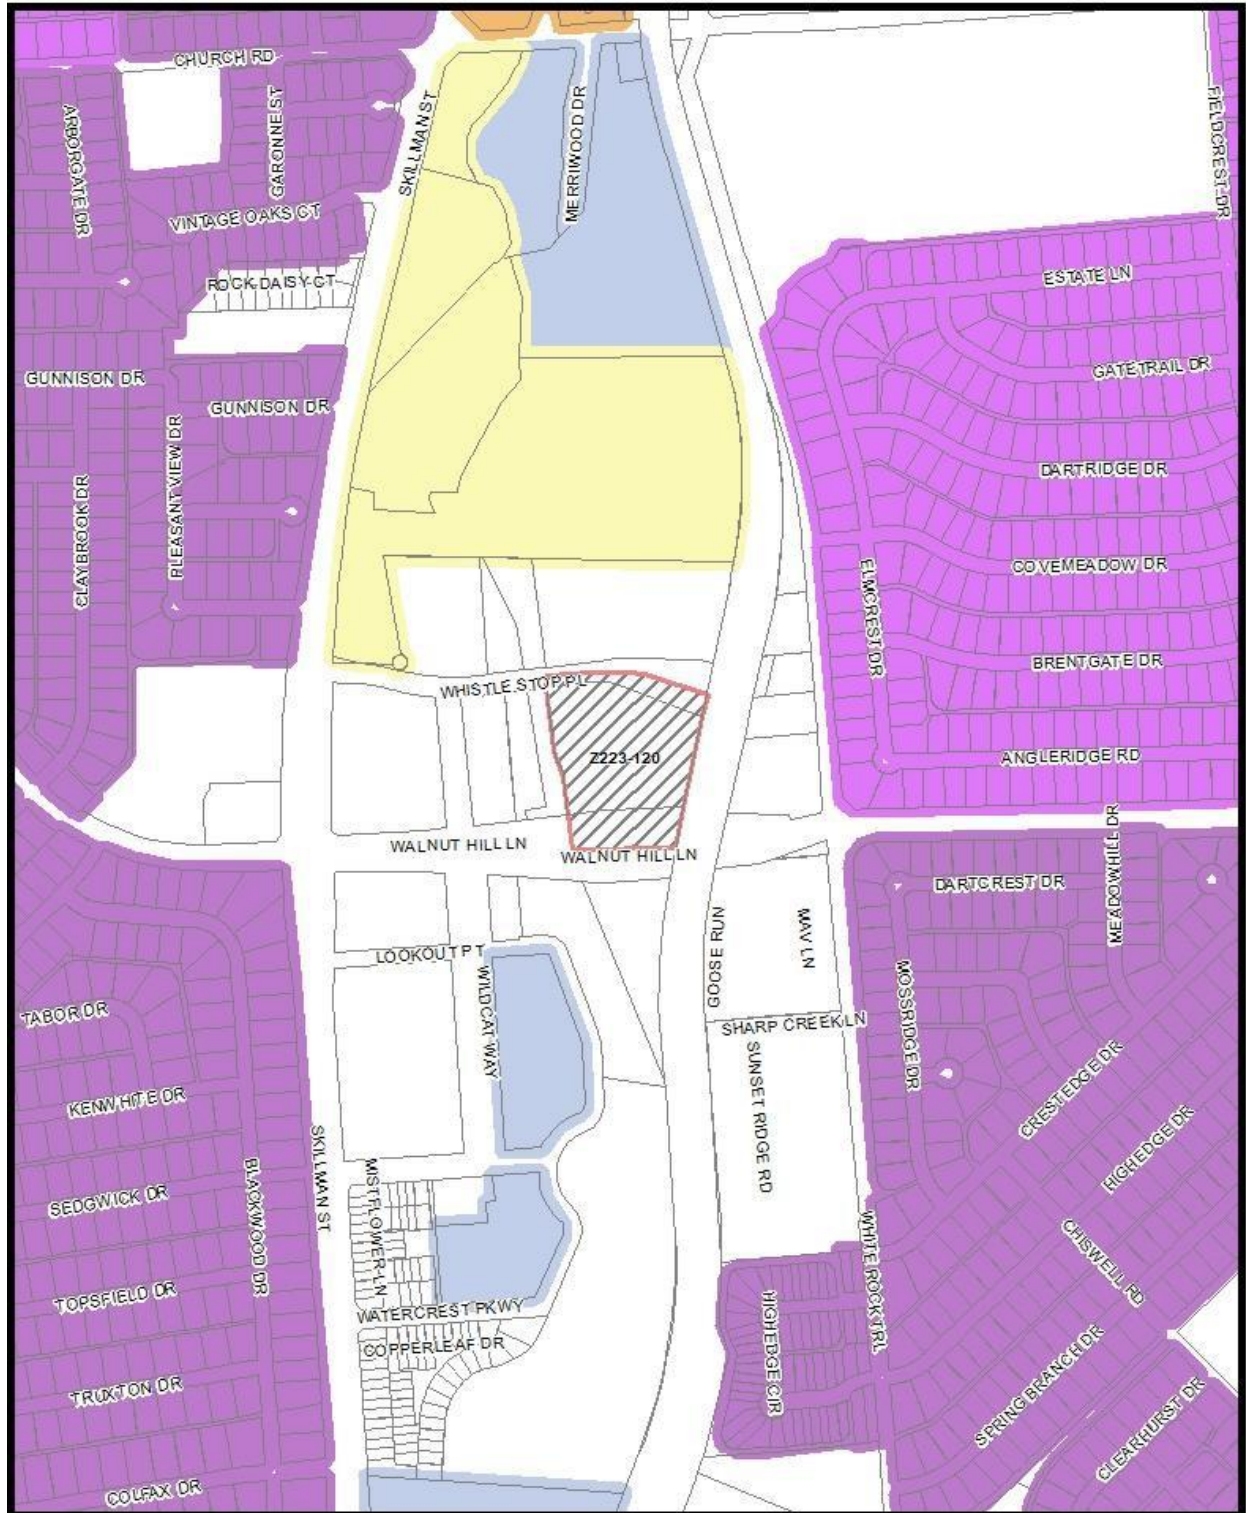 CHURCH RD
ARBORGATE DR
GARONNE ST
SKILLMAN ST
MERRIWOOD DR
FIELDCREST DR
VINTAGE OAKS CT
ROCK DAISY CT
ESTATE LN
GUNNISON DR
GUNNISON DR
GATETRAIL DR
PLEASANT VIEW DR
CLAYBROOK DR
DARTRIDGE DR
COVEMEADOW DR
ELMCREST DR
BRENTGATE DR
WHISTLE STOP PL
Z223-120
ANGLERIDGE RD
WALNUT HILL LN
WALNUT HILL LN
MEADOWHILL DR
DARTCREST DR
GOOSE RUN
MAV LN
LOOKOUT PT
WILDCAT WAY
MOSSRIDGE DR
TABOR DR
SHARP CREEK LN
SUNSET RIDGE RD
CRESTEDGE DR
KENWHITE DR
HIGHEDGE DR
SKILLMAN ST
MISTFLOWER LN
BLACKWOOD DR
SEDGWICK DR
WHITE ROCK TRL
CHISWELL RD
TOPSFIELD DR
WATERCREST PKWY
COPPERLEAF DR
HIGHEDGE CIR
SPRING BRANCH DR
TRUXTON DR
CLEARHURST DR
COLFAX DR